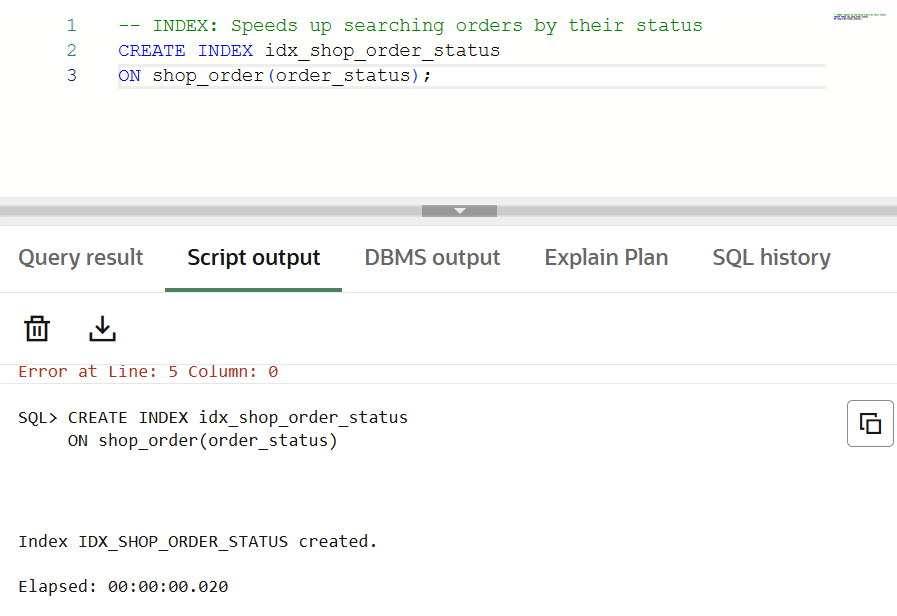 1 -- INDEX: Speeds up searching orders by their status
2 CREATE INDEX idx_shop_order_status
3 ON shop_order(order_status);
Query result Script output DBMS output Explain Plan SQL history
Error at Line: 5 Column: 0
SQL> CREATE INDEX idx_shop_order_status
ON shop_order(order_status)
Index IDX_SHOP_ORDER_STATUS created.
Elapsed: 00:00:00.020